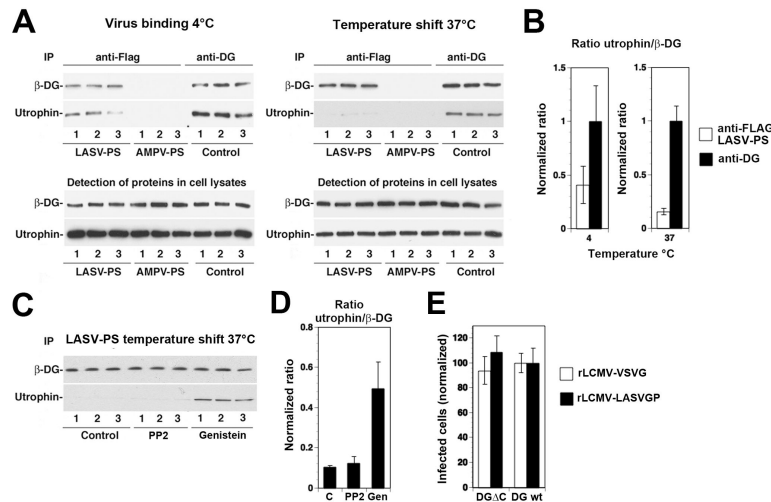 A
Virus binding 4°C
Temperature shift 37°C
IP anti-Flag anti-DG
IP anti-Flag anti-DG
β-DG-
Utrophin-
1 2 3 1 2 3 1 2 3
LASV-PS AMPV-PS Control
1 2 3 1 2 3 1 2 3
LASV-PS AMPV-PS Control
Detection of proteins in cell lysates
Detection of proteins in cell lysates
β-DG-
Utrophin-
β-DG-
Utrophin-
1 2 3 1 2 3 1 2 3
LASV-PS AMPV-PS Control
1 2 3 1 2 3 1 2 3
LASV-PS AMPV-PS Control
B
Ratio utrophin/β-DG
Normalized ratio
1.5
1
0.5
0
4
Normalized ratio
1.5
1
0.5
0
37
Temperature °C
anti-FLAG
LASV-PS
anti-DG
C
IP LASV-PS temperature shift 37°C
β-DG-
Utrophin-
1 2 3 1 2 3 1 2 3
Control PP2 Genistein
D
Ratio
utrophin/β-DG
Normalized ratio
0.8
0.6
0.4
0.2
0
C PP2 Gen
E
Infected cells (normalized)
120
100
80
60
40
20
0
DGΔC DG wt
rLCMV-VSVG
rLCMV-LASVGP